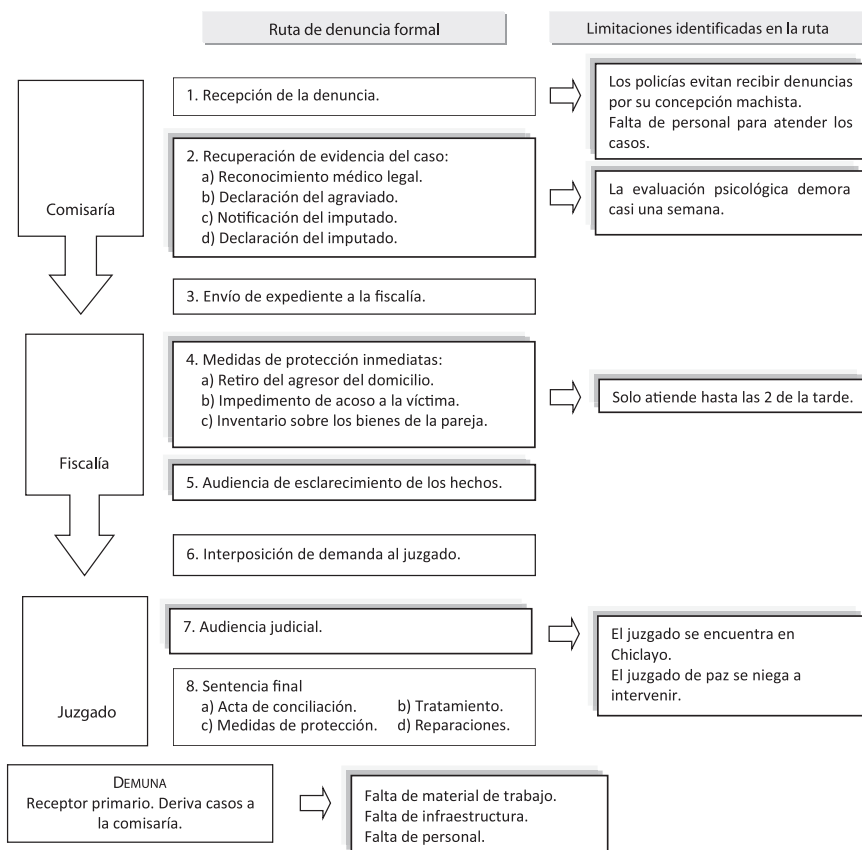 Ruta de denuncia formal
Limitaciones identificadas en la ruta
Comisaría
1. Recepción de la denuncia.
Los policías evitan recibir denuncias
por su concepción machista.
Falta de personal para atender los
casos.
2. Recuperación de evidencia del caso:
a) Reconocimiento médico legal.
b) Declaración del agraviado.
c) Notificación del imputado.
d) Declaración del imputado.
La evaluación psicológica demora
casi una semana.
3. Envío de expediente a la fiscalía.
Fiscalía
4. Medidas de protección inmediatas:
a) Retiro del agresor del domicilio.
b) Impedimento de acoso a la víctima.
c) Inventario sobre los bienes de la pareja.
Solo atiende hasta las 2 de la tarde.
5. Audiencia de esclarecimiento de los hechos.
6. Interposición de demanda al juzgado.
Juzgado
7. Audiencia judicial.
El juzgado se encuentra en
Chiclayo.
El juzgado de paz se niega a
intervenir.
8. Sentencia final
a) Acta de conciliación. b) Tratamiento.
c) Medidas de protección. d) Reparaciones.
DEMUNA
Receptor primario. Deriva casos a
la comisaría.
Falta de material de trabajo.
Falta de infraestructura.
Falta de personal.